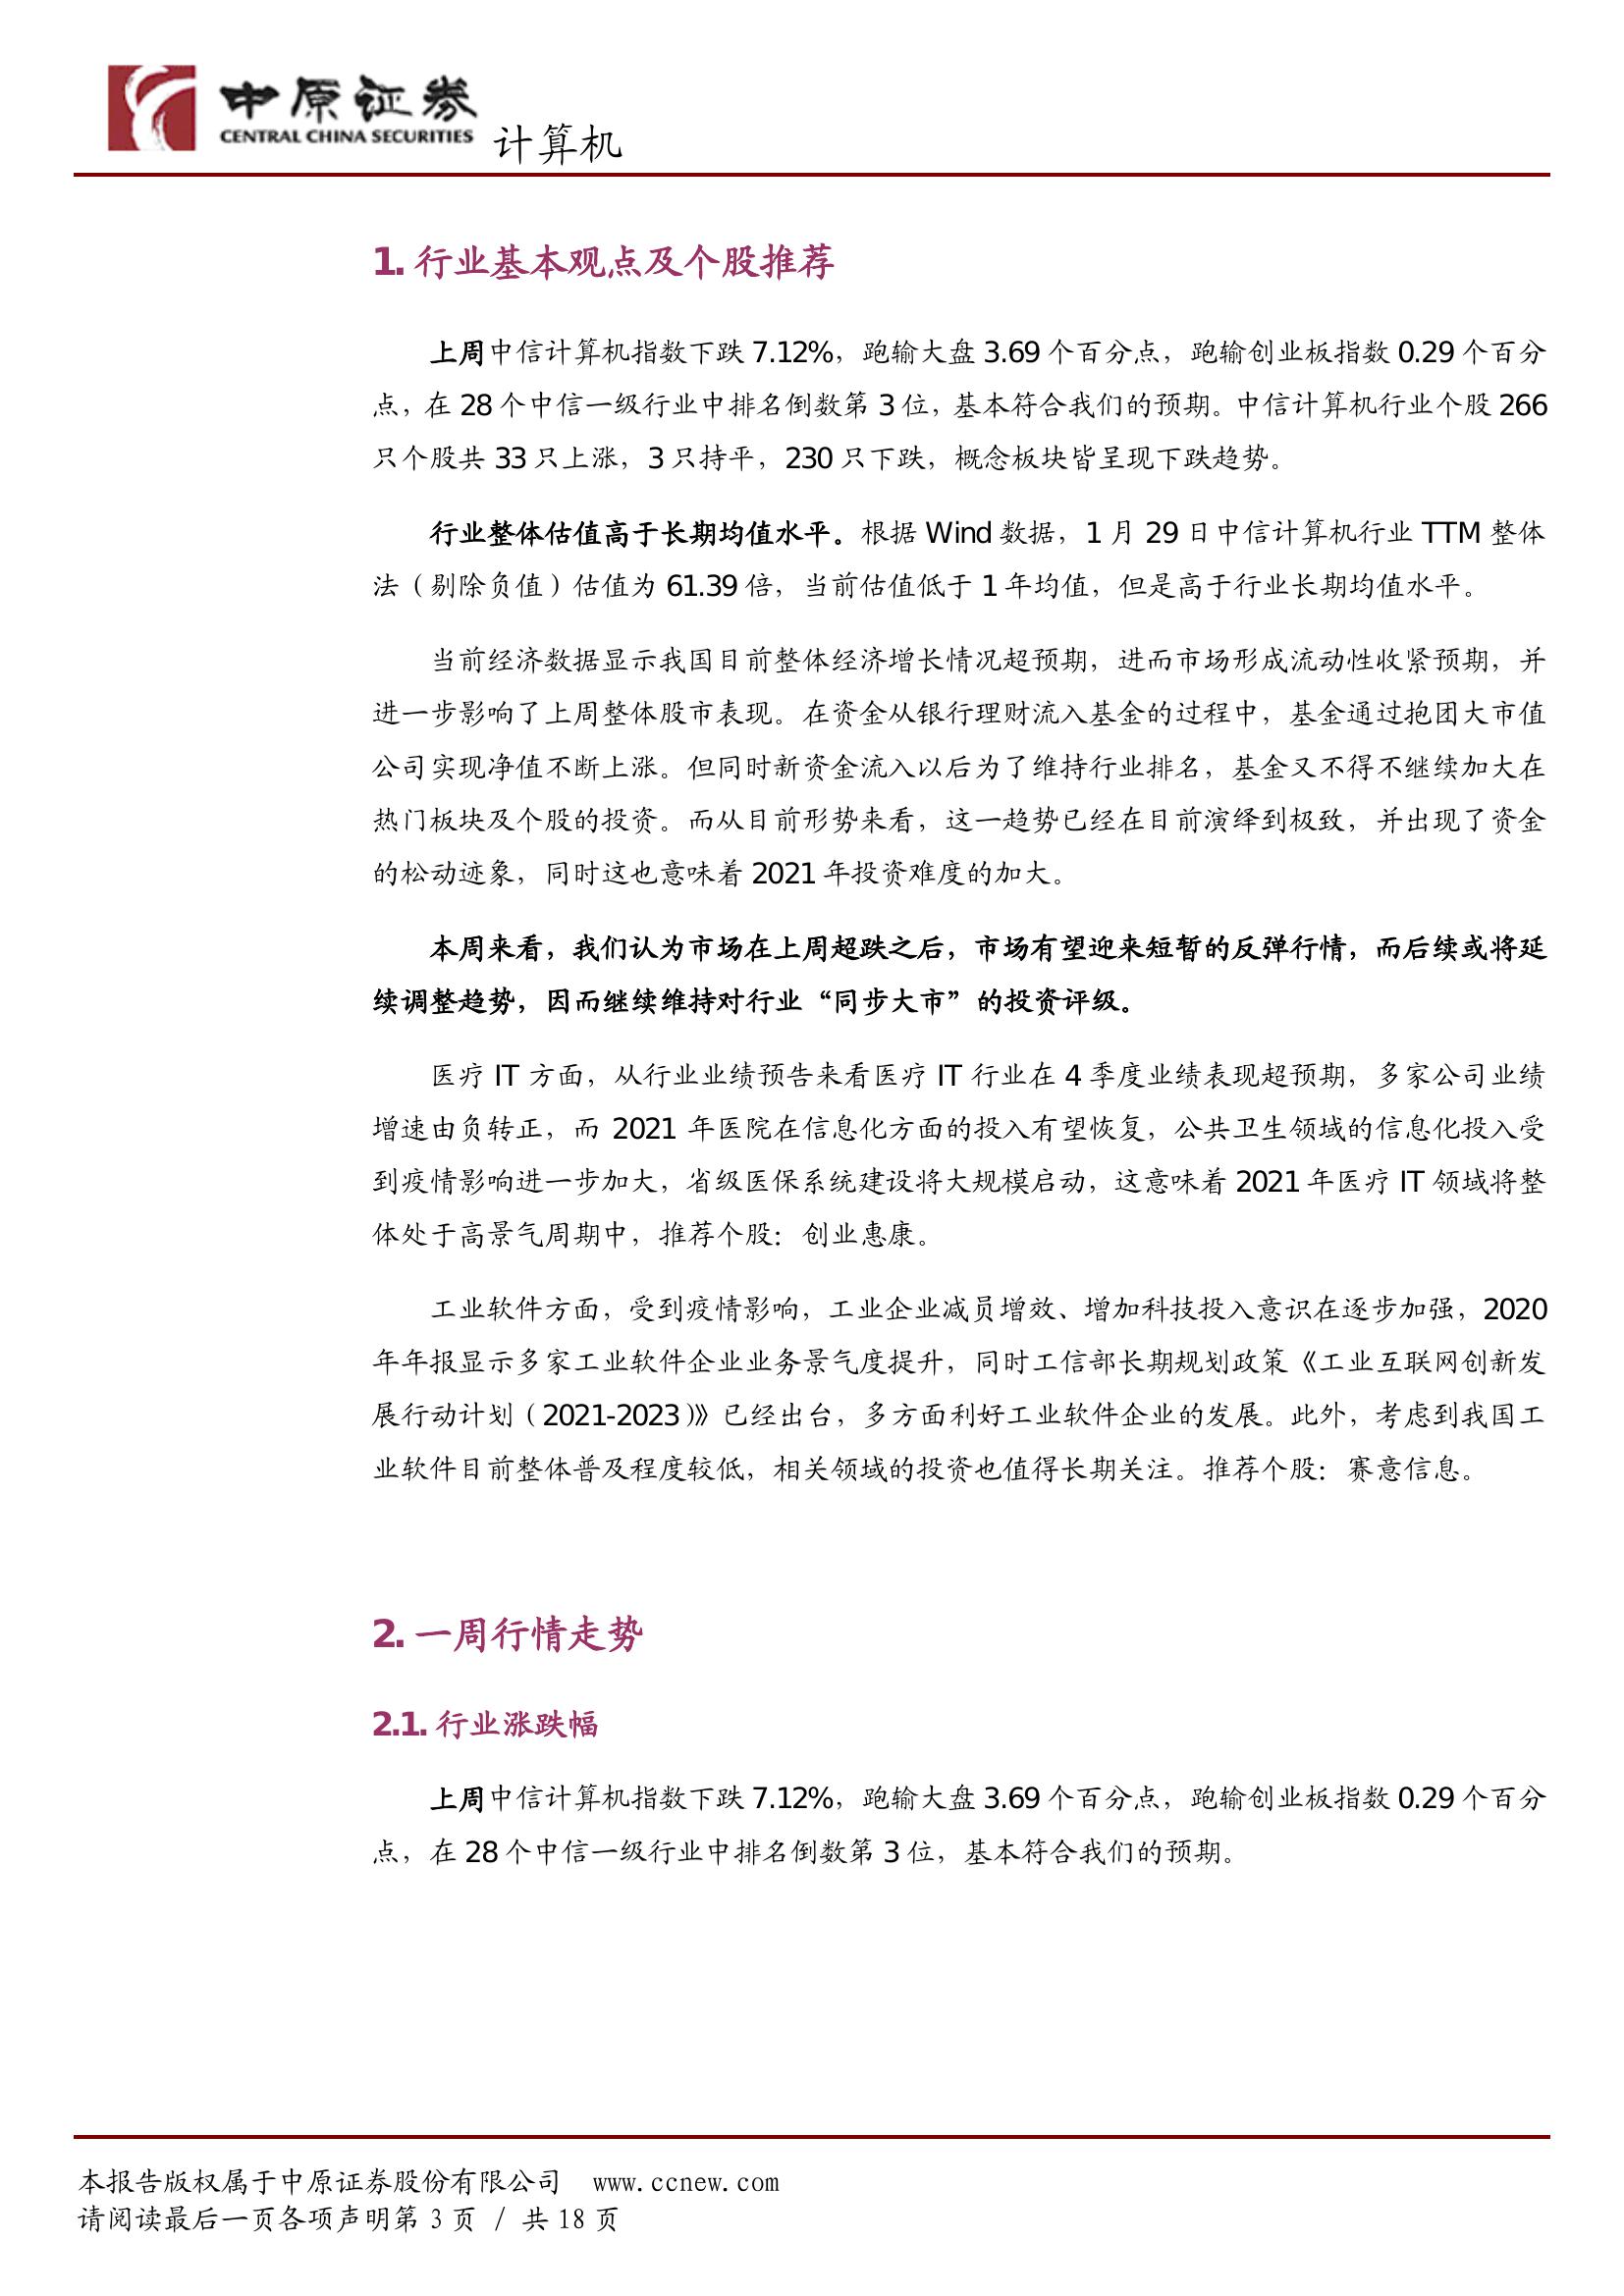 中原证券
CENTRAL CHINA SECURITIES
计算机
1. 行业基本观点及个股推荐
上周中信计算机指数下跌 7.12%，跑输大盘 3.69 个百分点，跑输创业板指数 0.29 个百分
点，在 28 个中信一级行业中排名倒数第 3 位，基本符合我们的预期。中信计算机行业个股 266
只个股共 33 只上涨，3 只持平，230 只下跌，概念板块皆呈现下跌趋势。
行业整体估值高于长期均值水平。根据 Wind 数据，1 月 29 日中信计算机行业 TTM 整体
法（剔除负值）估值为 61.39 倍，当前估值低于 1 年均值，但是高于行业长期均值水平。
当前经济数据显示我国目前整体经济增长情况超预期，进而市场形成流动性收紧预期，并
进一步影响了上周整体股市表现。在资金从银行理财流入基金的过程中，基金通过抱团大市值
公司实现净值不断上涨。但同时新资金流入以后为了维持行业排名，基金又不得不继续加大在
热门板块及个股的投资。而从目前形势来看，这一趋势已经在目前演绎到极致，并出现了资金
的松动迹象，同时这也意味着 2021 年投资难度的加大。
本周来看，我们认为市场在上周超跌之后，市场有望迎来短暂的反弹行情，而后续或将延
续调整趋势，因而继续维持对行业“同步大市”的投资评级。
医疗 IT 方面，从行业业绩预告来看医疗 IT 行业在 4 季度业绩表现超预期，多家公司业绩
增速由负转正，而 2021 年医院在信息化方面的投入有望恢复，公共卫生领域的信息化投入受
到疫情影响进一步加大，省级医保系统建设将大规模启动，这意味着 2021 年医疗 IT 领域将整
体处于高景气周期中，推荐个股：创业惠康。
工业软件方面，受到疫情影响，工业企业减员增效、增加科技投入意识在逐步加强，2020
年年报显示多家工业软件企业业务景气度提升，同时工信部长期规划政策《工业互联网创新发
展行动计划（2021-2023）》已经出台，多方面利好工业软件企业的发展。此外，考虑到我国工
业软件目前整体普及程度较低，相关领域的投资也值得长期关注。推荐个股：赛意信息。
2. 一周行情走势
2.1. 行业涨跌幅
上周中信计算机指数下跌 7.12%，跑输大盘 3.69 个百分点，跑输创业板指数 0.29 个百分
点，在 28 个中信一级行业中排名倒数第 3 位，基本符合我们的预期。
本报告版权属于中原证券股份有限公司 www.ccnew.com
请阅读最后一页各项声明第 3 页 / 共 18 页